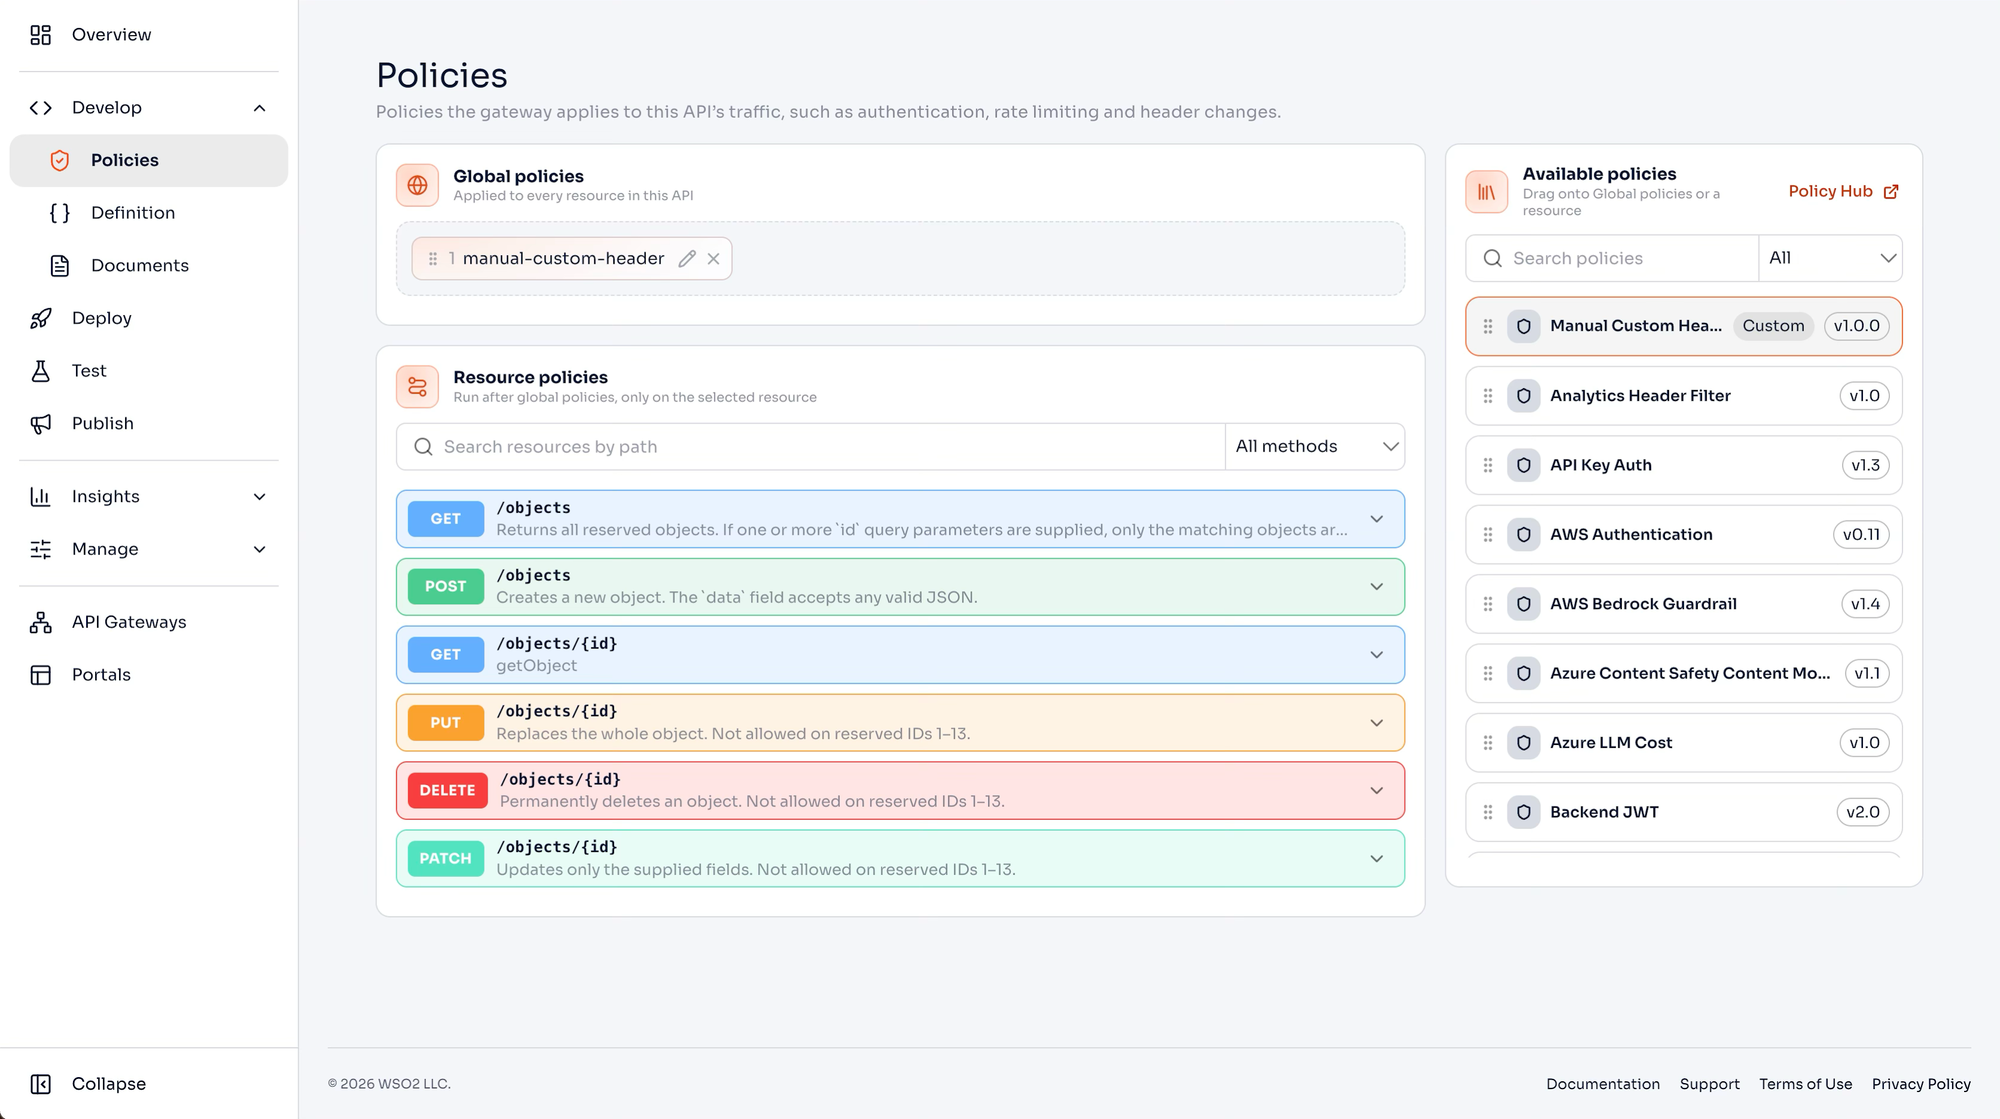 Overview
Develop
Policies
Definition
Documents
Deploy
Test
Publish
Insights
Manage
API Gateways
Portals
Collapse
Policies
Policies the gateway applies to this API's traffic, such as authentication, rate limiting and header changes.
Global policies
Applied to every resource in this API
1 manual-custom-header
Resource policies
Run after global policies, only on the selected resource
Search resources by path
All methods
GET
/objects
Returns all reserved objects. If one or more `id` query parameters are supplied, only the matching objects ar...
POST
/objects
Creates a new object. The `data` field accepts any valid JSON.
GET
/objects/{id}
getObject
PUT
/objects/{id}
Replaces the whole object. Not allowed on reserved IDs 1–13.
DELETE
/objects/{id}
Permanently deletes an object. Not allowed on reserved IDs 1–13.
PATCH
/objects/{id}
Updates only the supplied fields. Not allowed on reserved IDs 1–13.
Available policies
Drag onto Global policies or a
resource
Policy Hub
Search policies
All
Manual Custom Hea... Custom v1.0.0
Analytics Header Filter v1.0
API Key Auth v1.3
AWS Authentication v0.11
AWS Bedrock Guardrail v1.4
Azure Content Safety Content Mo... v1.1
Azure LLM Cost v1.0
Backend JWT v2.0
© 2026 WSO2 LLC.
Documentation Support Terms of Use Privacy Policy